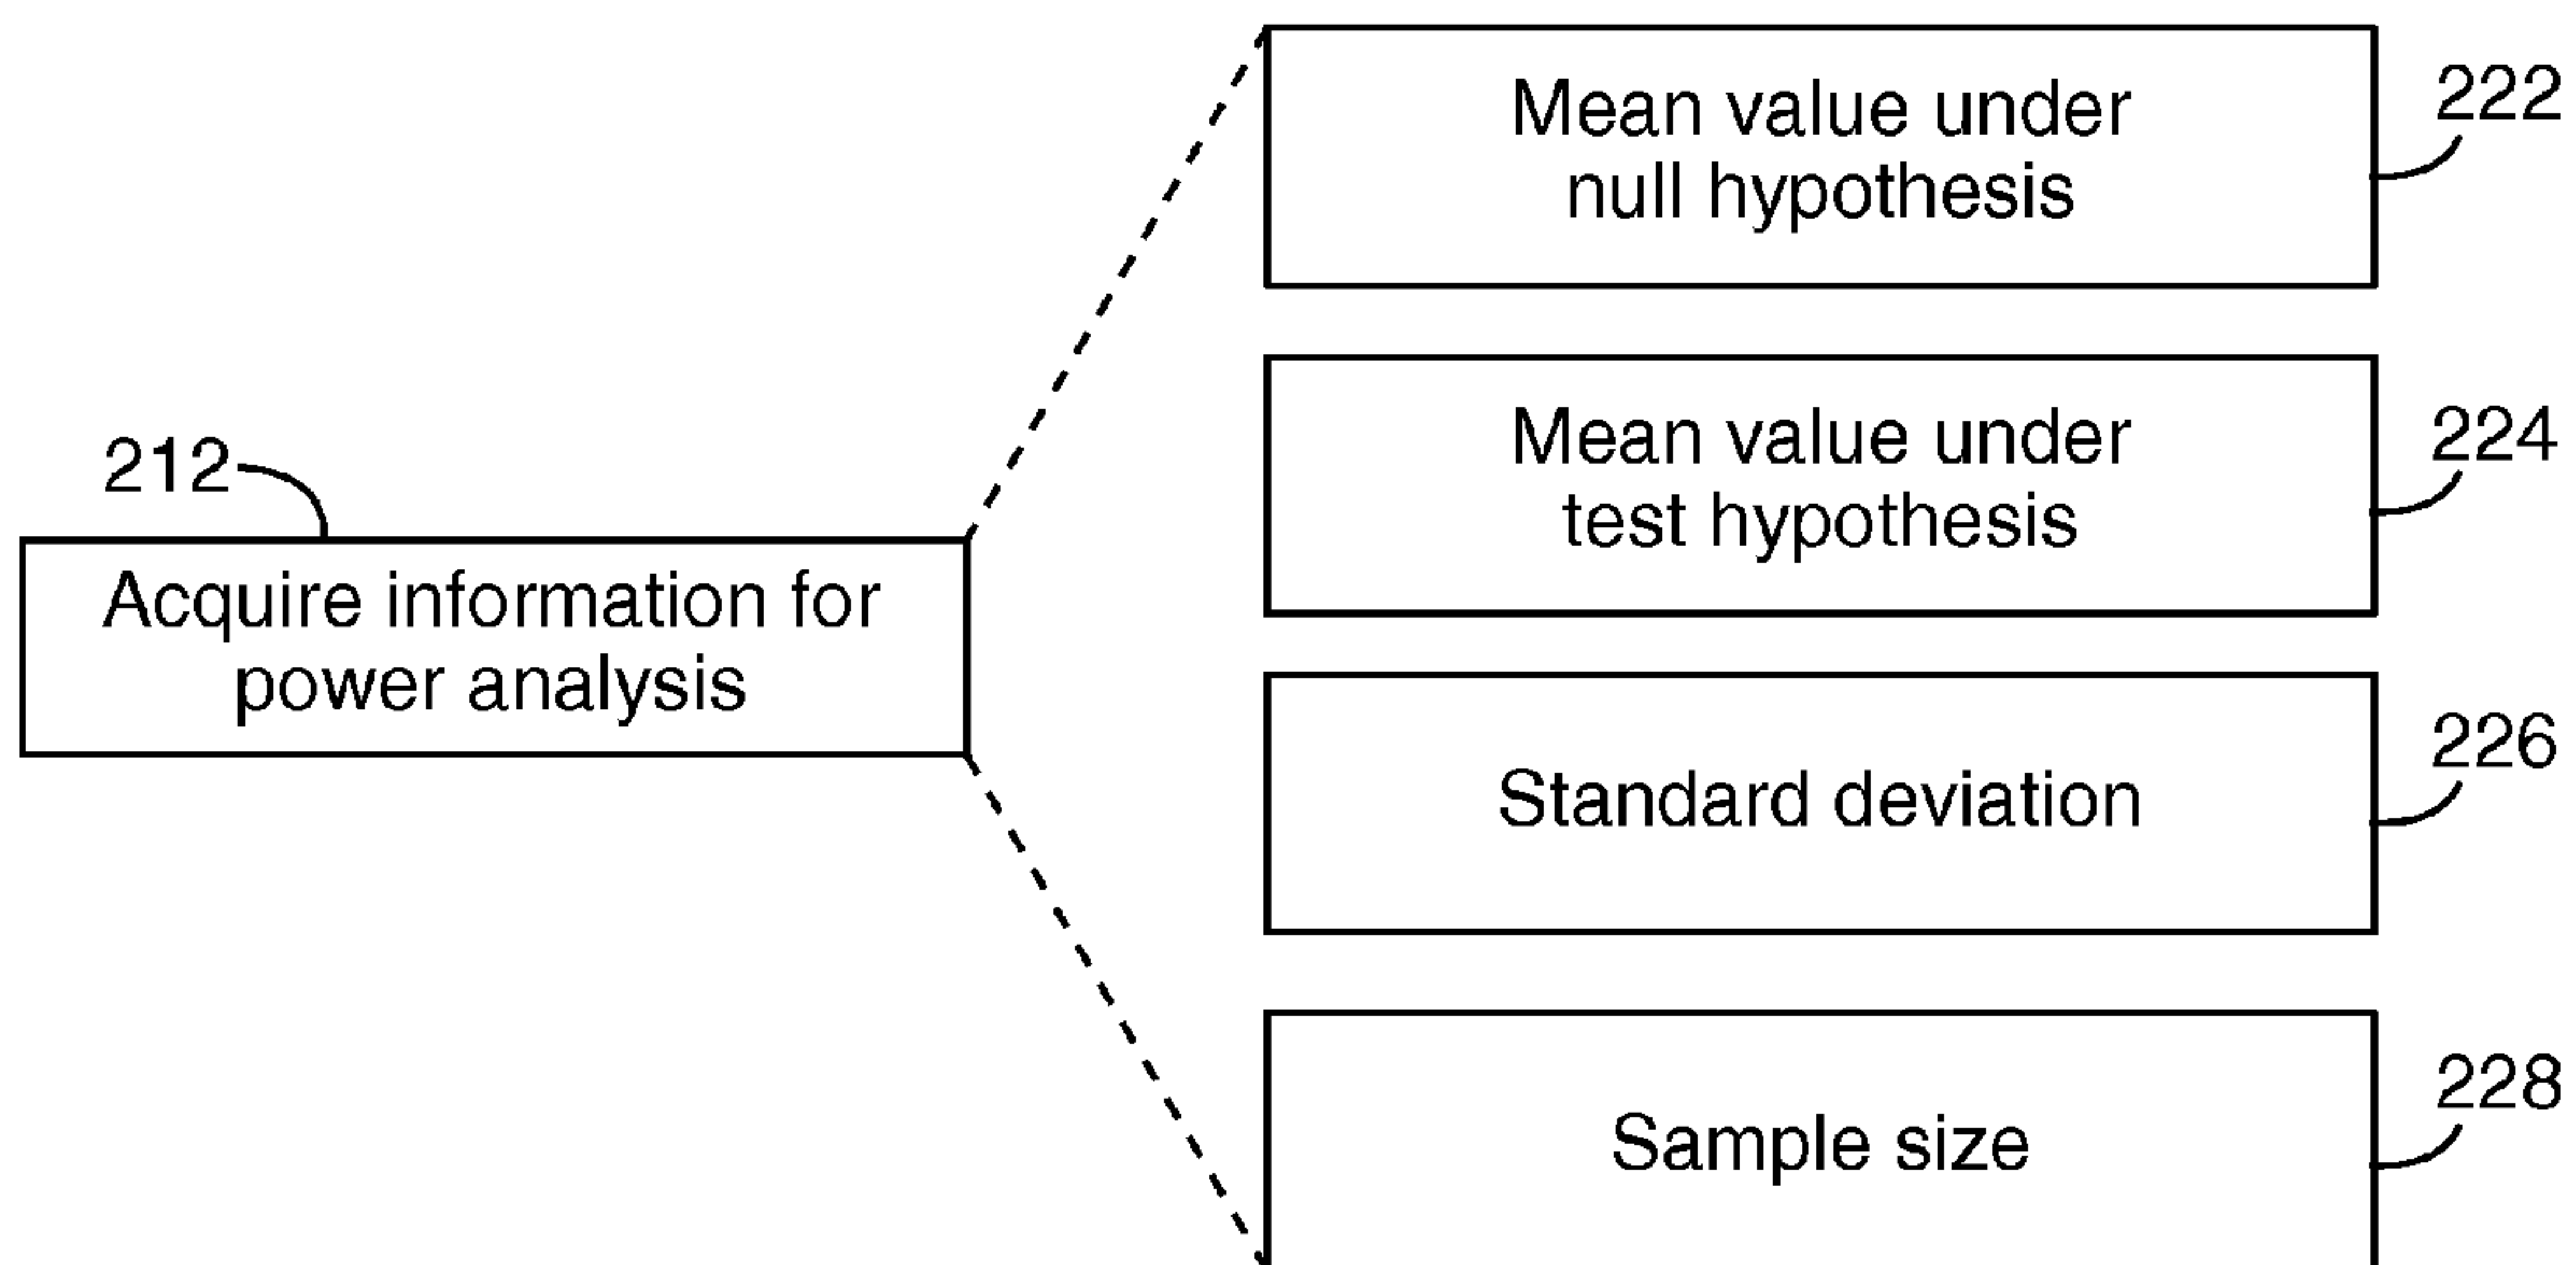 212
Acquire information for
power analysis
Mean value under
null hypothesis
222
Mean value under
test hypothesis
224
Standard deviation
226
Sample size
228